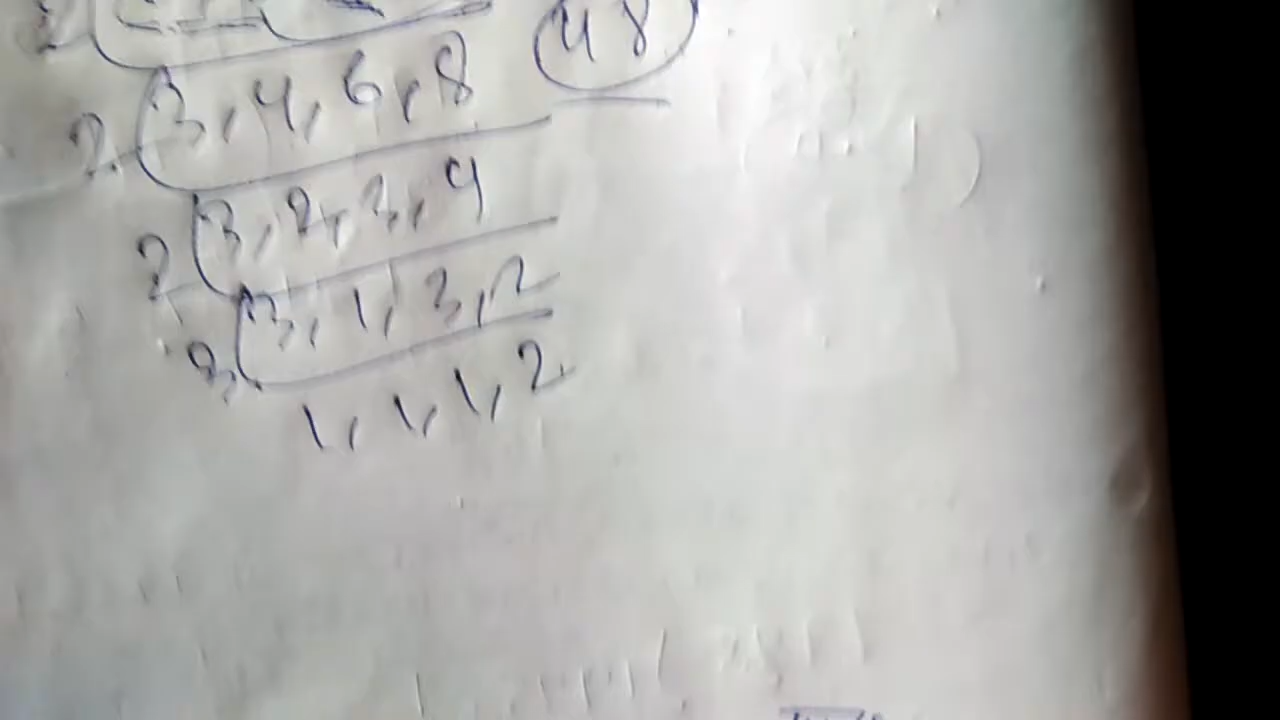 48
2 3, 4, 6, 8
2 3, 2, 3, 4
3 3, 1, 3, 2
1, 1, 1, 2